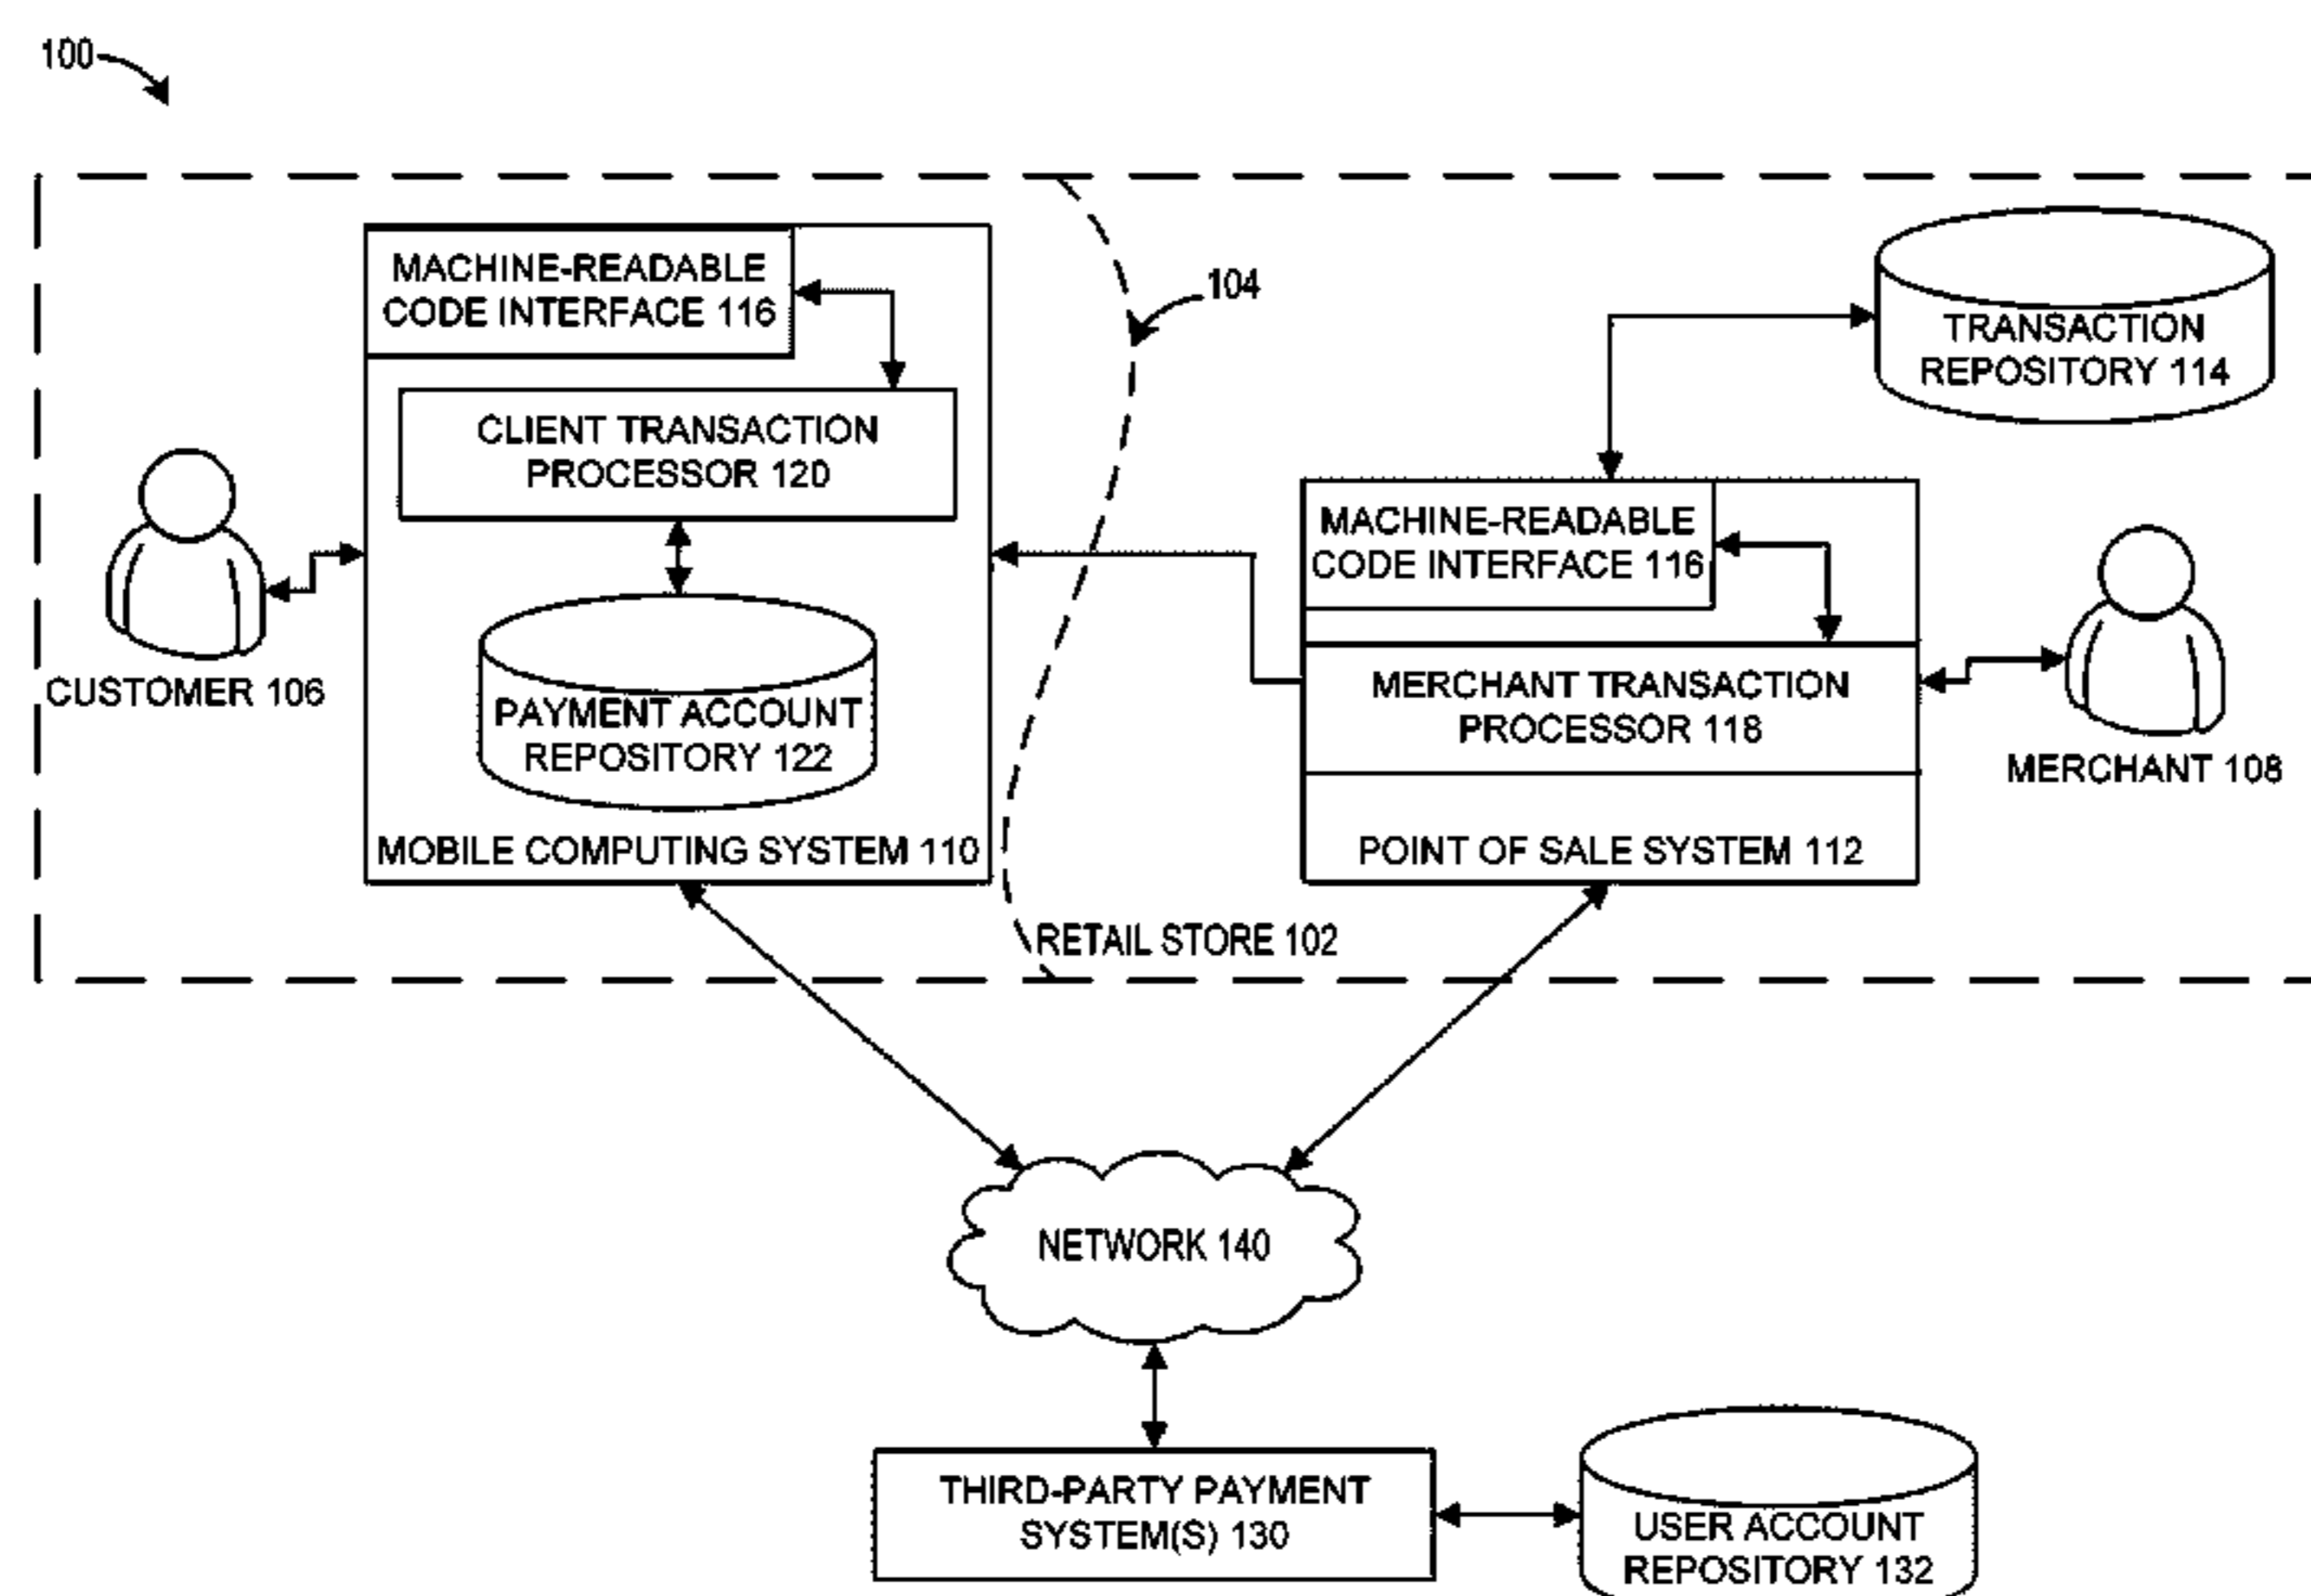 100
MACHINE-READABLE
CODE INTERFACE 116
104
TRANSACTION
REPOSITORY 114
CLIENT TRANSACTION
PROCESSOR 120
MACHINE-READABLE
CODE INTERFACE 116
CUSTOMER 106
PAYMENT ACCOUNT
REPOSITORY 122
MERCHANT TRANSACTION
PROCESSOR 118
MERCHANT 108
MOBILE COMPUTING SYSTEM 110
POINT OF SALE SYSTEM 112
RETAIL STORE 102
NETWORK 140
THIRD-PARTY PAYMENT
SYSTEM(S) 130
USER ACCOUNT
REPOSITORY 132